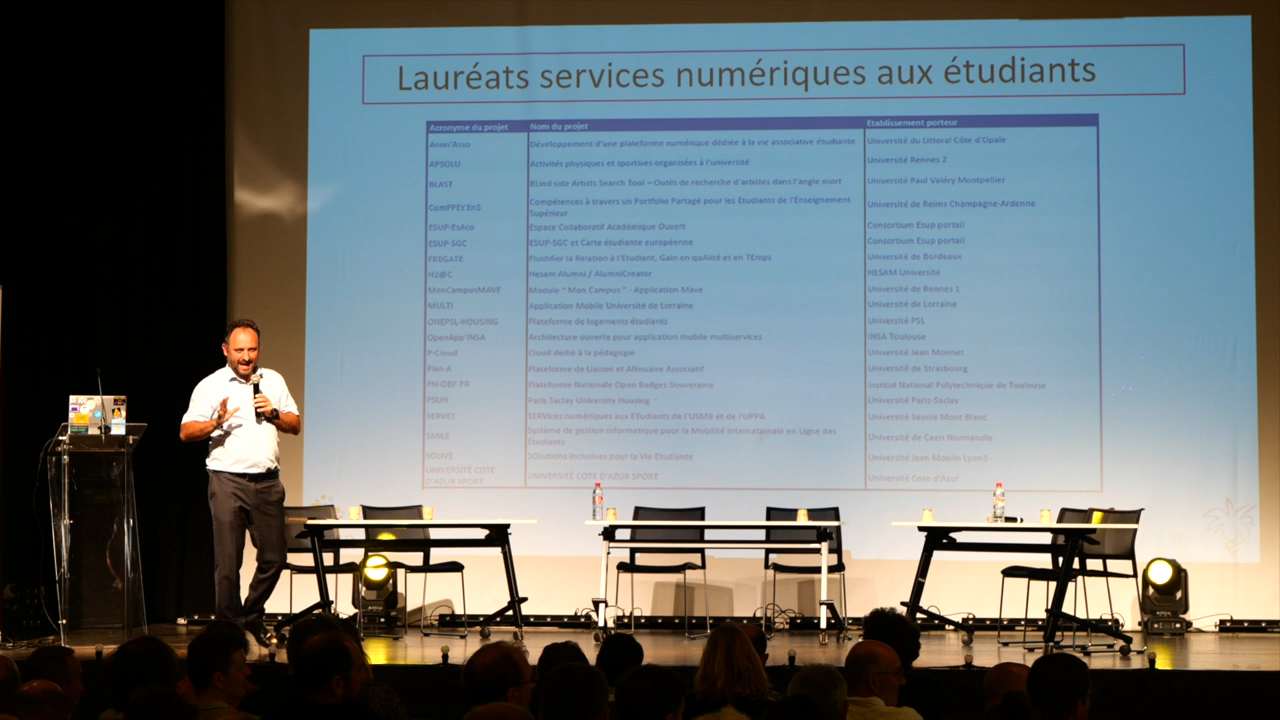 Lauréats services numériques aux étudiants
Acronyme du projet Nom du projet Etablissement porteur
Anim'Asso Développement d'une plateforme numérique dédiée à la vie associative étudiante Université du Littoral Côte d'Opale
APSOLU Activités physiques et sportives organisées à l'université Université Rennes 2
BLAST BLind side Artists Search Tool – Outils de recherche d'artistes dans l'angle mort Université Paul Valéry Montpellier
ComPPEt'EnS Compétences à travers un Portfolio Partagé pour les Etudiants de l'Enseignement Université de Reims Champagne-Ardenne
Supérieur
ESUP-EsAco Espace Collaboratif Académique Ouvert Consortium Esup portail
ESUP-SGC ESUP-SGC et Carte étudiante européenne Consortium Esup portail
FREGATE Fluidifier la Relation à l'Etudiant, Gain en quAlité et en TEmps Université de Bordeaux
H2@C Hesam Alumni / AlumniCreator HESAM Université
MonCampusMAVE Module " Mon Campus " - Application Mave Université de Rennes 1
MULTI Application Mobile Université de Lorraine Université de Lorraine
ONEPSL-HOUSING Plateforme de logements étudiants Université PSL
OpenApp'INSA Architecture ouverte pour application mobile multiservices INSA Toulouse
P-Cloud Cloud dédié à la pédagogie Université Jean Monnet
Plan A Plateforme de Liaison et ANnuaire Associatif Université de Strasbourg
PN-OBF-FR Plateforme Nationale Open Badges Souveraine Institut National Polytechnique de Toulouse
PSUH Paris Saclay University Housing Université Paris Saclay
SERVET SERVices numériques aux ETudiants de l'USMB et de l'UPPA Université Savoie Mont Blanc
SMILE Système de gestion informatique pour la Mobilité Internationale en Ligne des Université de Caen Normandie
Etudiants
SOLIVE SOLutions Inclusives pour la Vie Etudiante Université Jean Moulin Lyon3
UNIVERSITÉ COTE UNIVERSITÉ COTE D'AZUR SPORT Université Cote d'Azur
D'AZUR SPORT